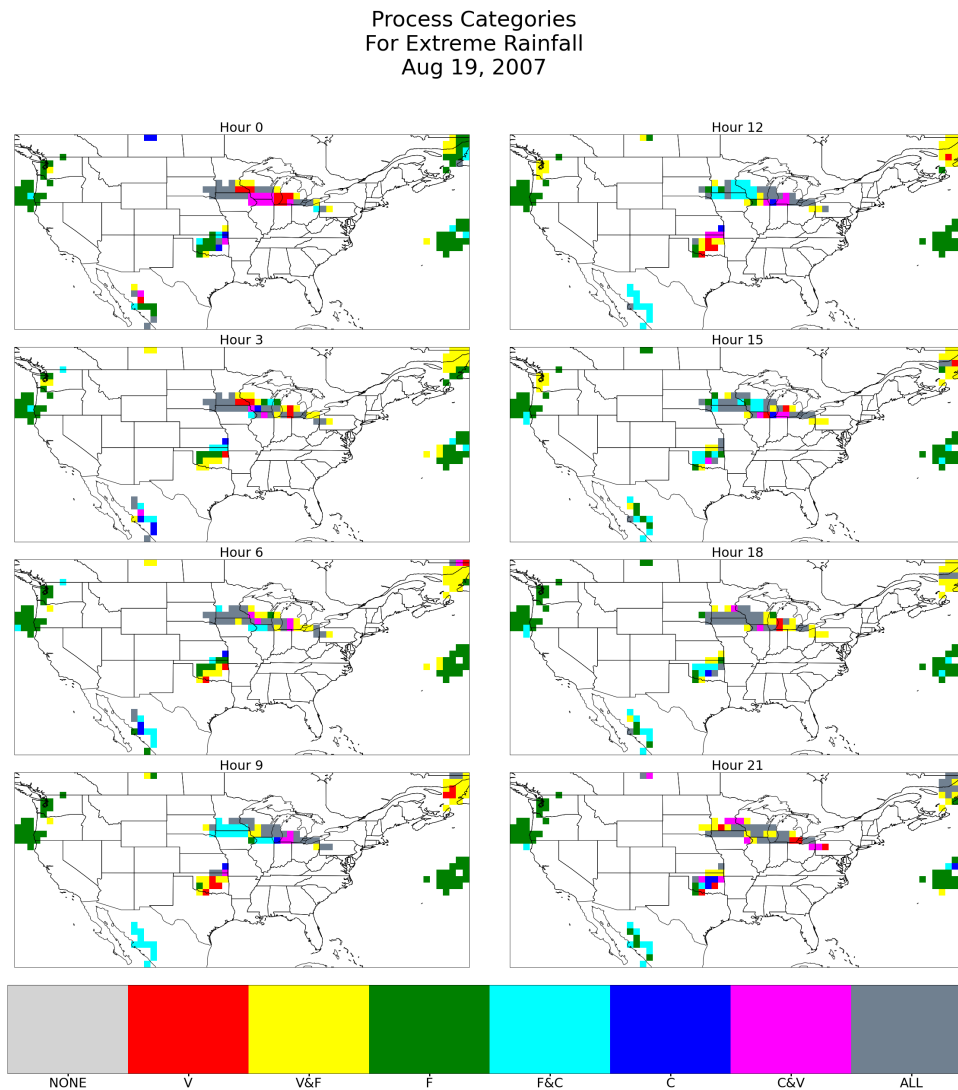 Process Categories
For Extreme Rainfall
Aug 19, 2007
Hour 0
Hour 12
Hour 3
Hour 15
Hour 6
Hour 18
Hour 9
Hour 21
NONE V V&F F F&C C C&V ALL